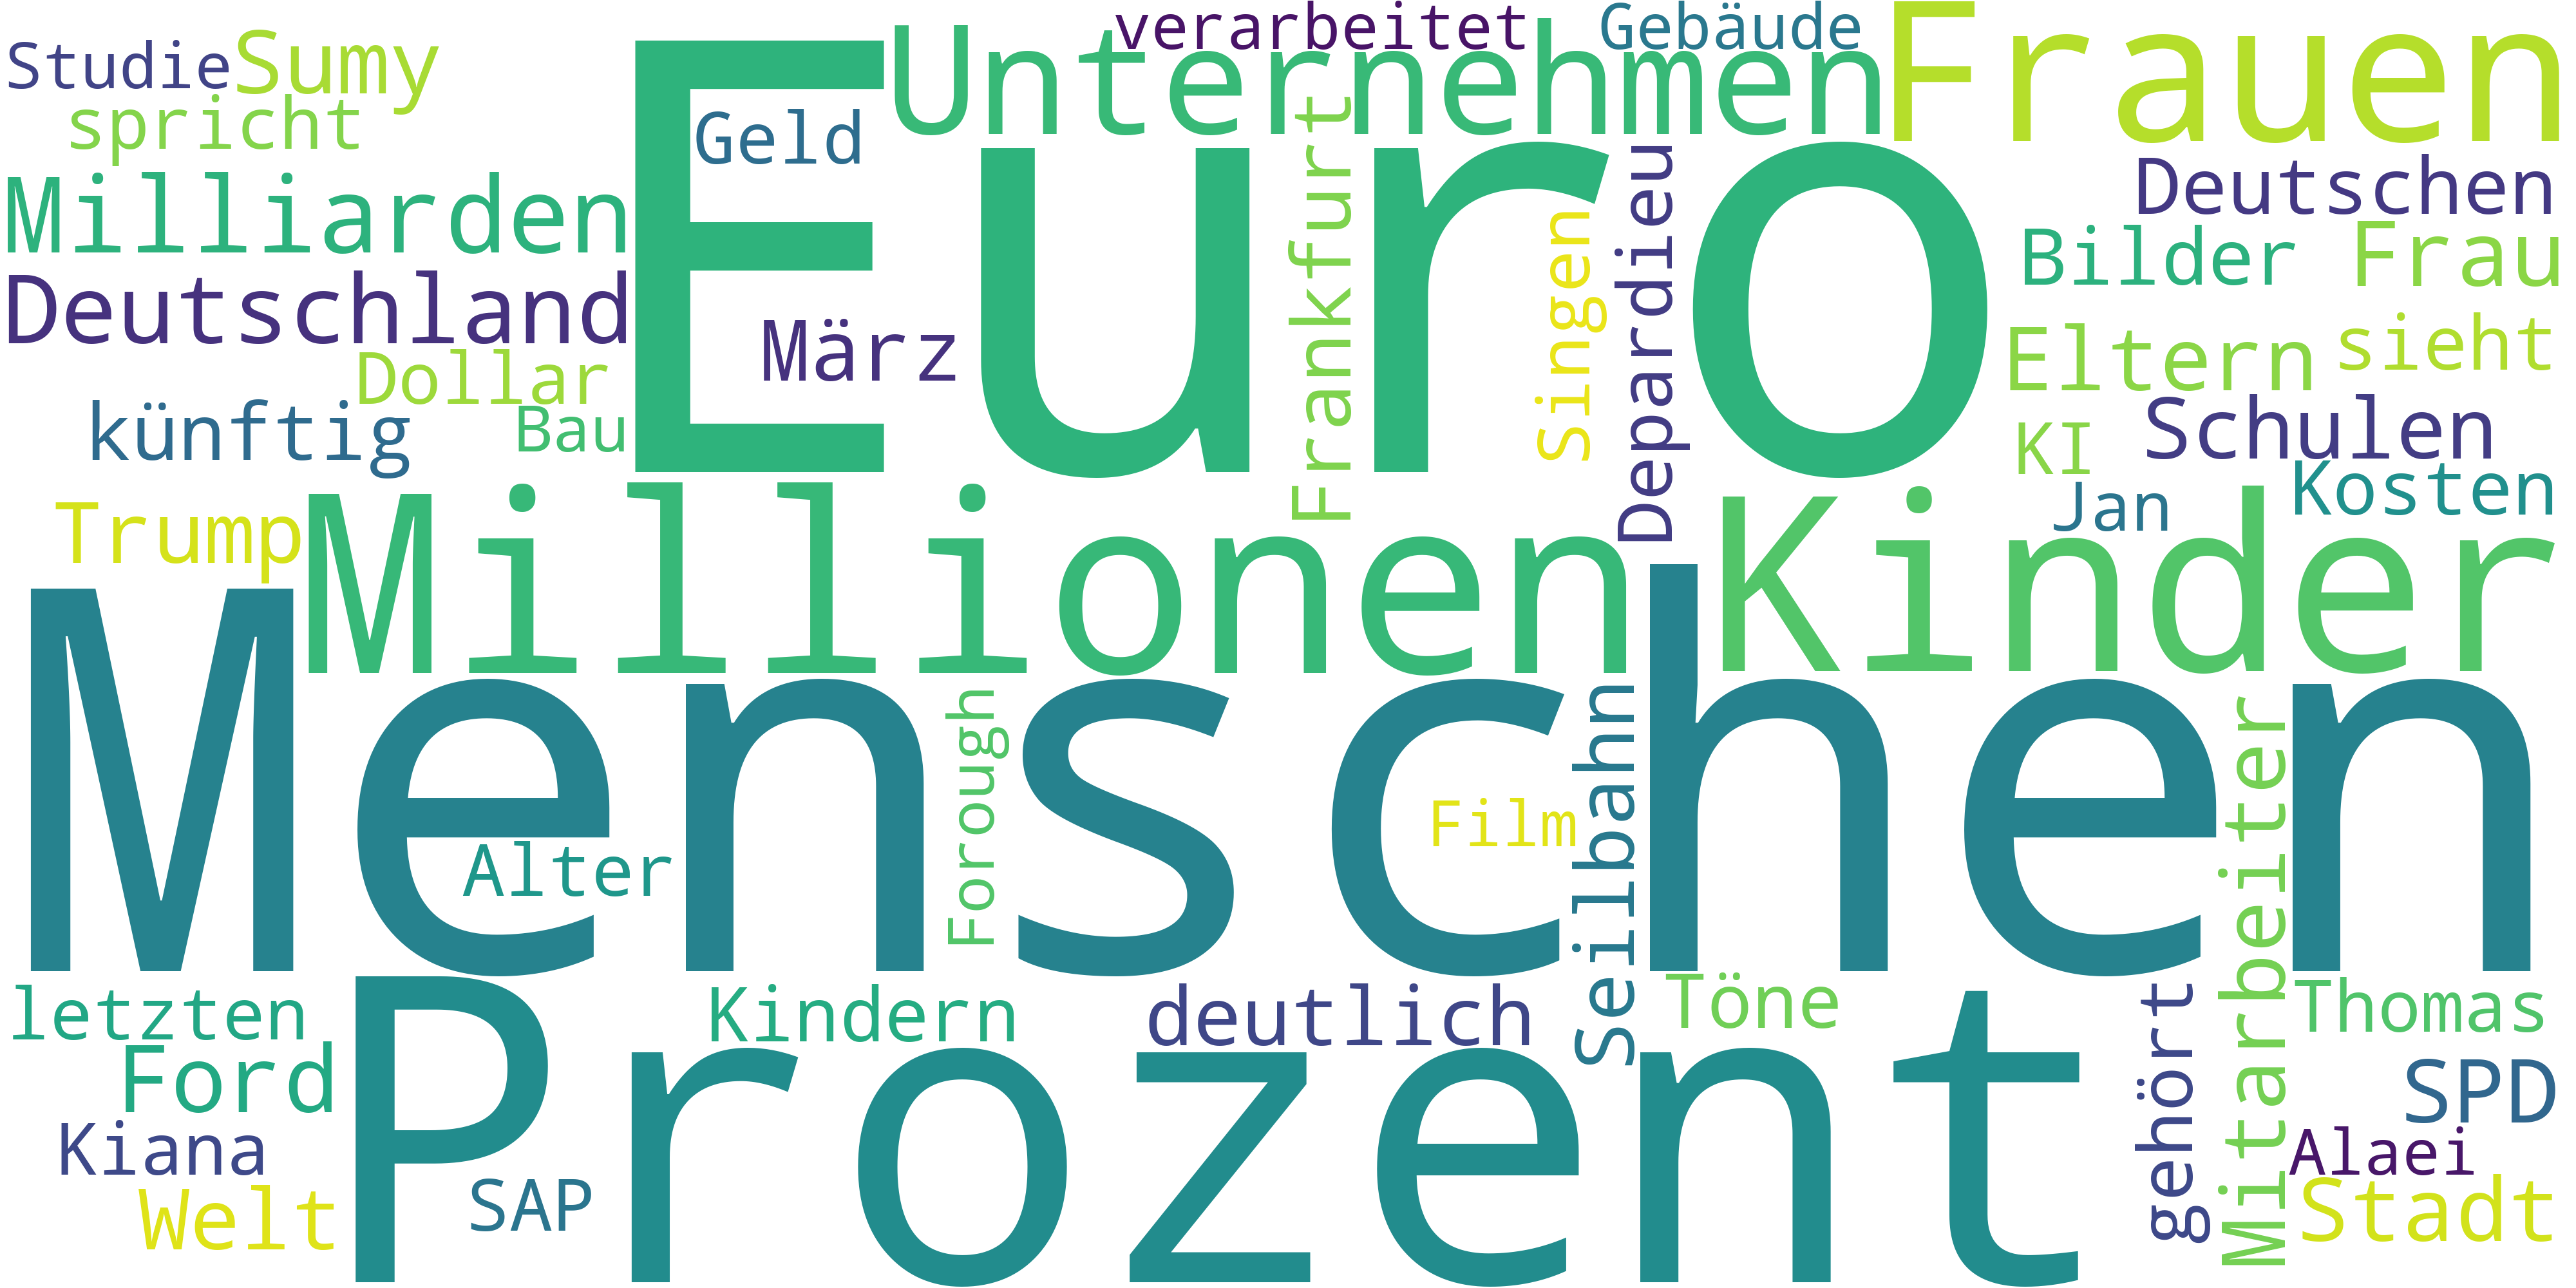 verarbeitet
Gebäude
Studie
Sumy
Unternehmen
Frauen
spricht
Geld
Euro
Frankfurt
Singen
Depardieu
Deutschen
Milliarden
Bilder
Frau
Deutschland
März
Eltern
sieht
Dollar
künftig
Bau
KI
Schulen
Jan
Kosten
Trump
Millionen
Kinder
Menschen
Forough
Film
Seilbahn
Mitarbeiter
Alter
letzten
Kindern
deutlich
Töne
gehört
Thomas
Ford
Prozent
SPD
Kiana
Alaei
Welt
SAP
Stadt